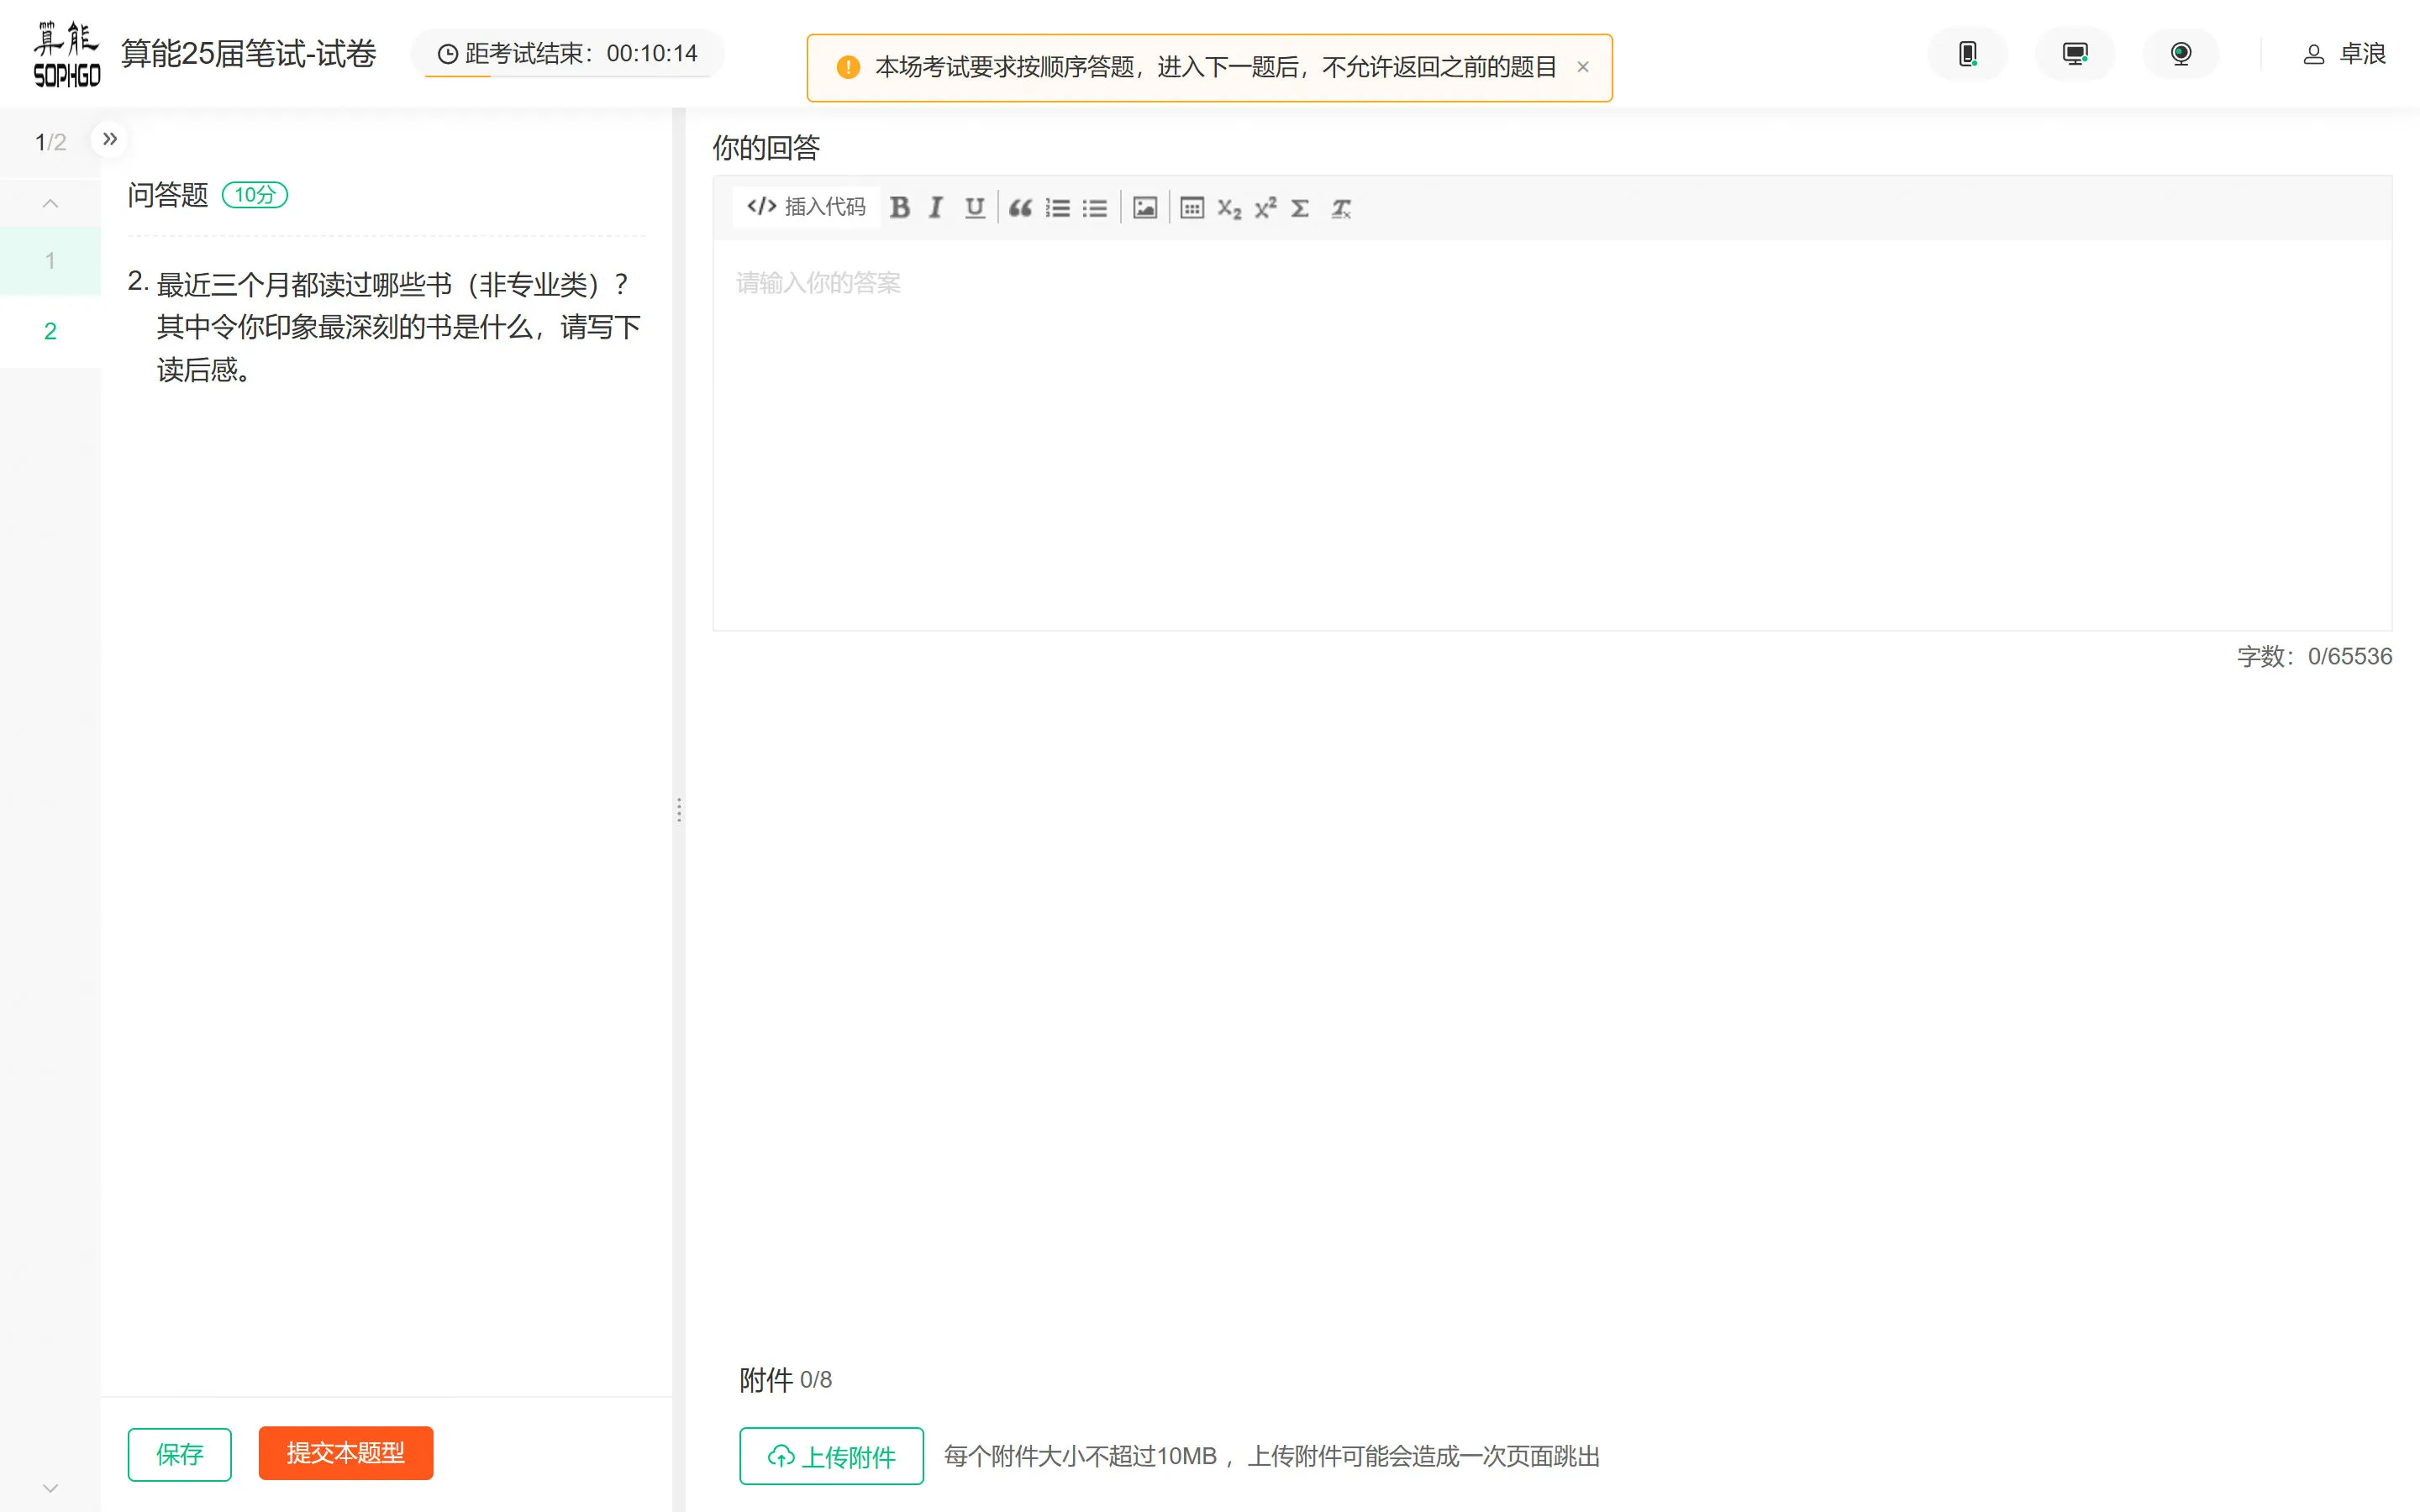 算能
SOPHGO
算能25届笔试-试卷
距考试结束：00:10:14
本场考试要求按顺序答题，进入下一题后，不允许返回之前的题目
卓浪
1/2
1
2
问答题 10分
2. 最近三个月都读过哪些书（非专业类）？
其中令你印象最深刻的书是什么，请写下
读后感。
你的回答
</> 插入代码 B I U X₂ X² Σ
请输入你的答案
字数：0/65536
附件 0/8
上传附件 每个附件大小不超过10MB ，上传附件可能会造成一次页面跳出
保存 提交本题型